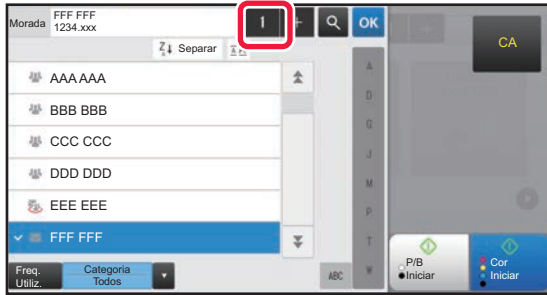 Morada FFF FFF
1234.xxx
1
+
OK
CA
Z↓a Separar
A
AAA AAA
D
BBB BBB
G
CCC CCC
J
DDD DDD
M
EEE EEE
P
FFF FFF
T
Freq.
Utiliz.
Categoria
Todos
ABC
W
P/B
Iniciar
Cor
Iniciar